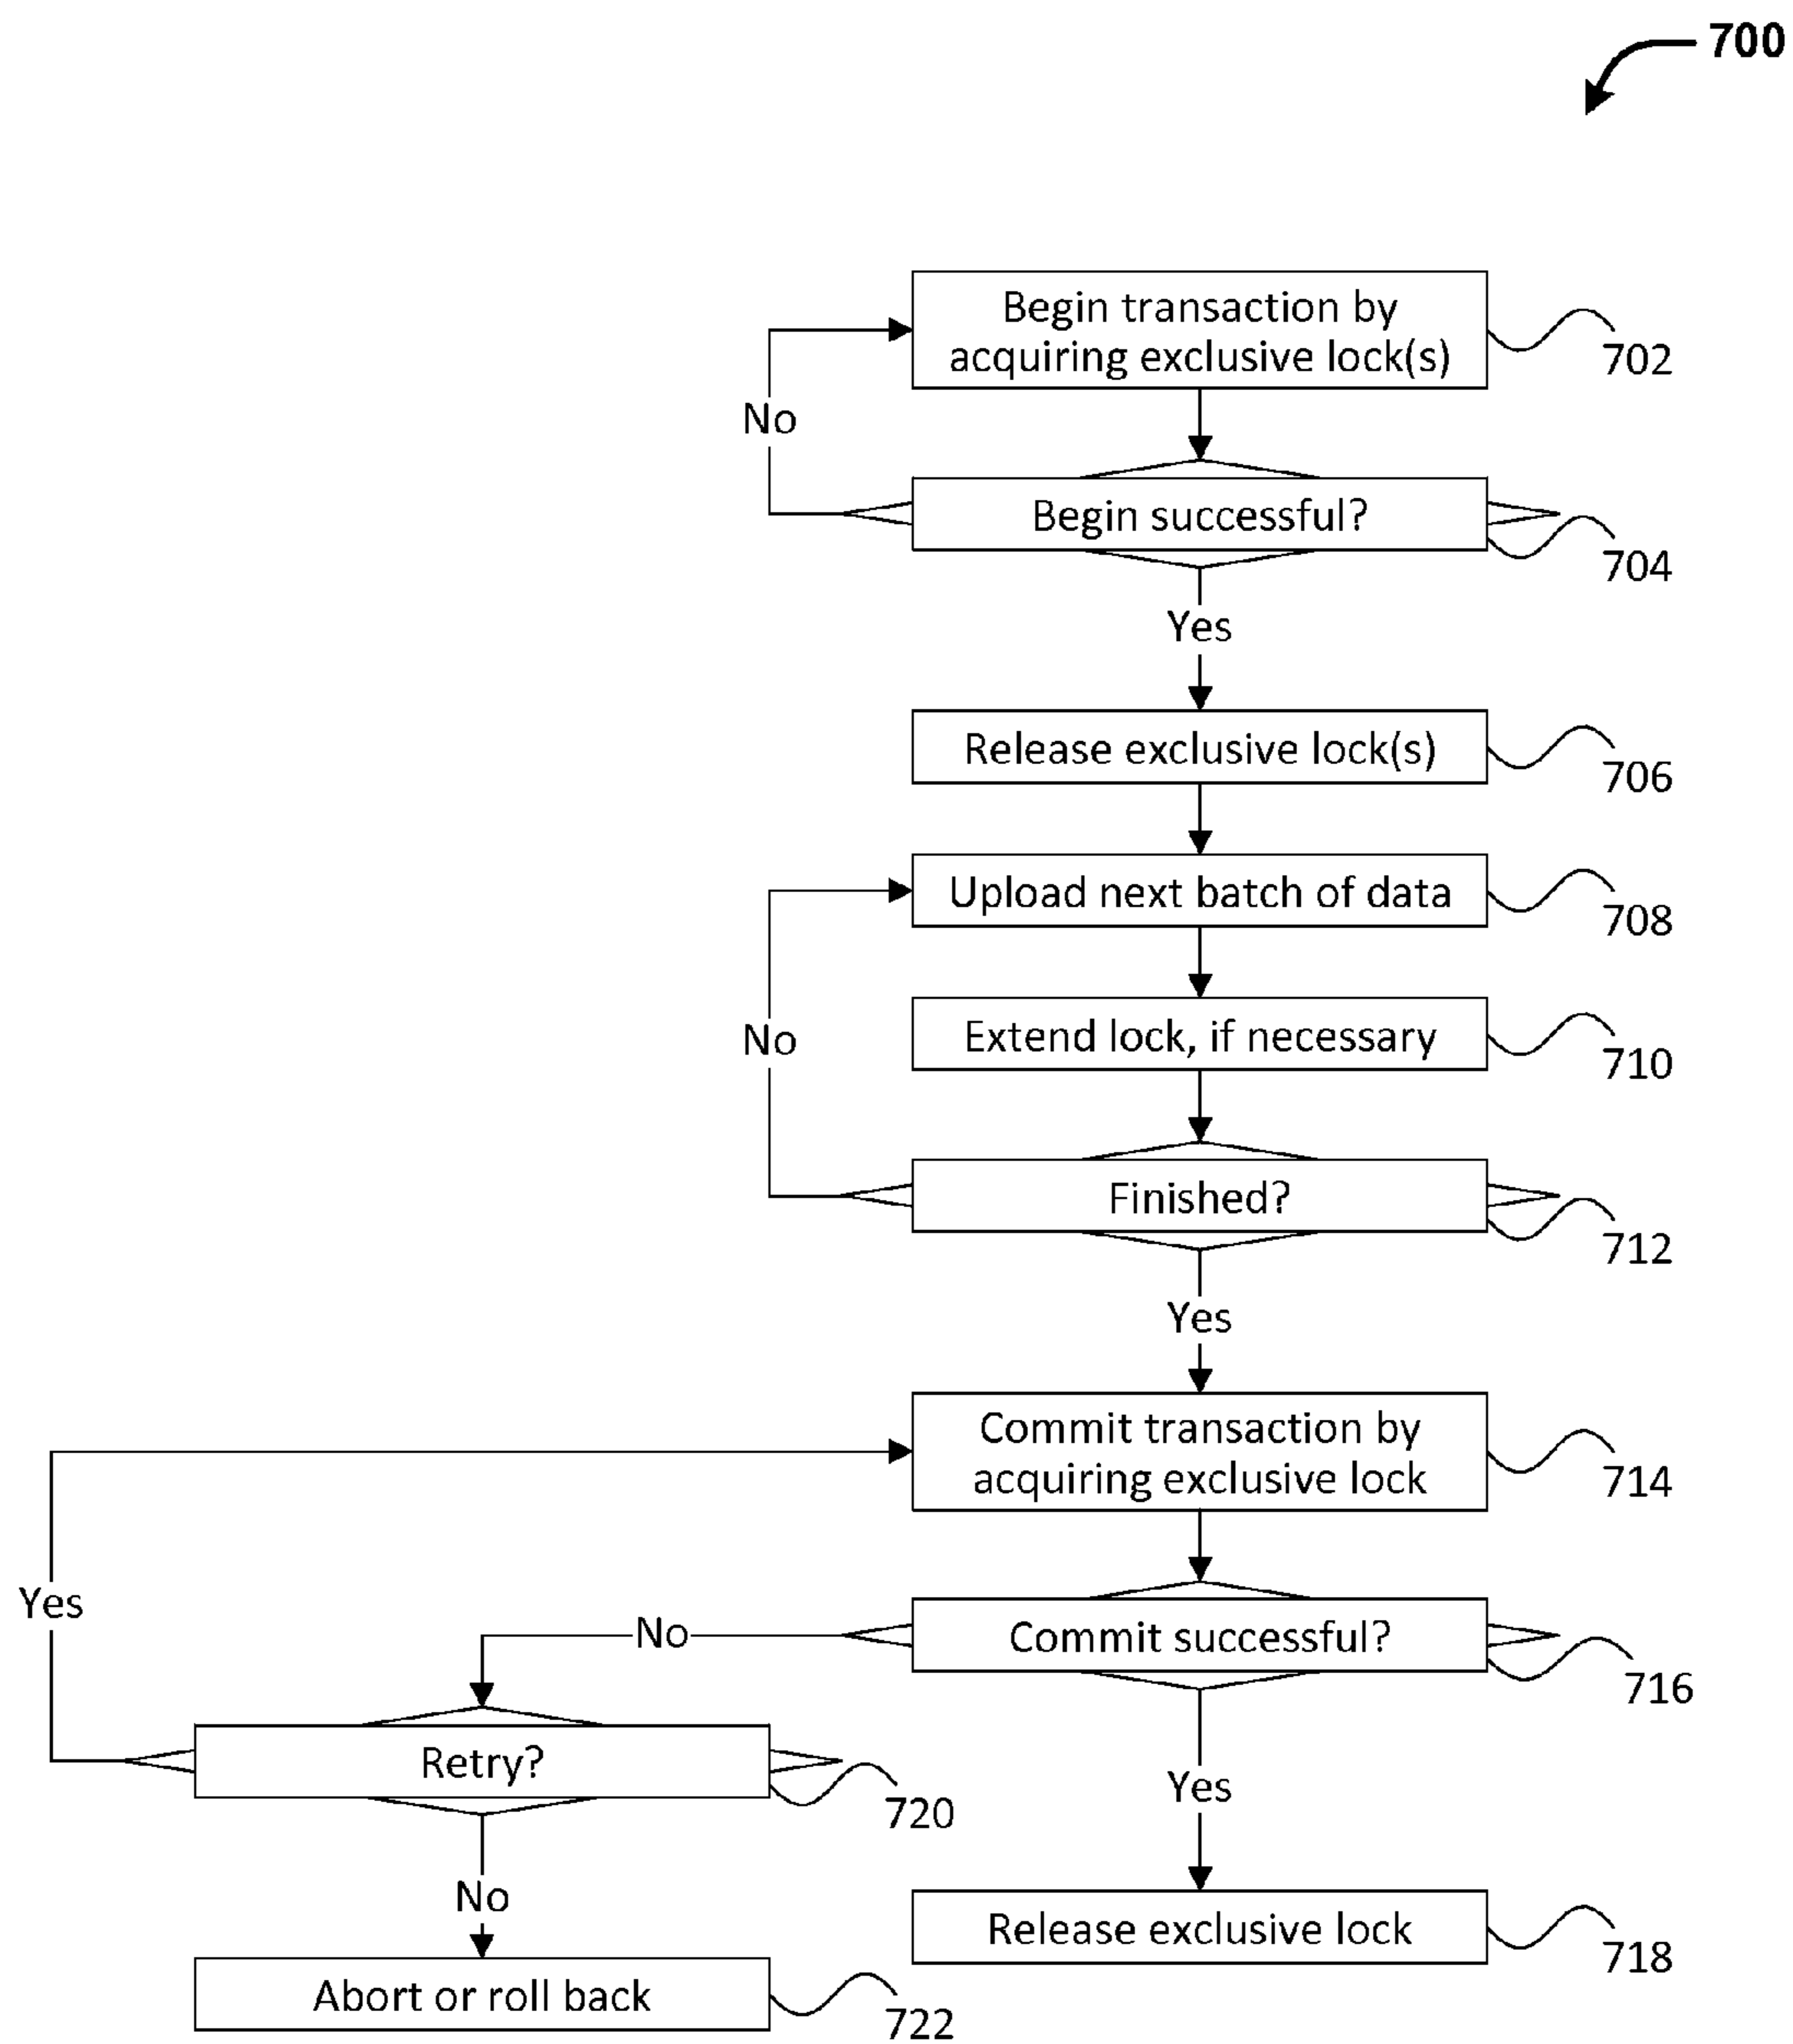 700
Begin transaction by
acquiring exclusive lock(s)
702
No
Begin successful?
704
Yes
Release exclusive lock(s)
706
Upload next batch of data
708
Extend lock, if necessary
710
No
Finished?
712
Yes
Commit transaction by
acquiring exclusive lock
714
Yes
No
Commit successful?
716
Retry?
720
Yes
No
Release exclusive lock
718
Abort or roll back
722